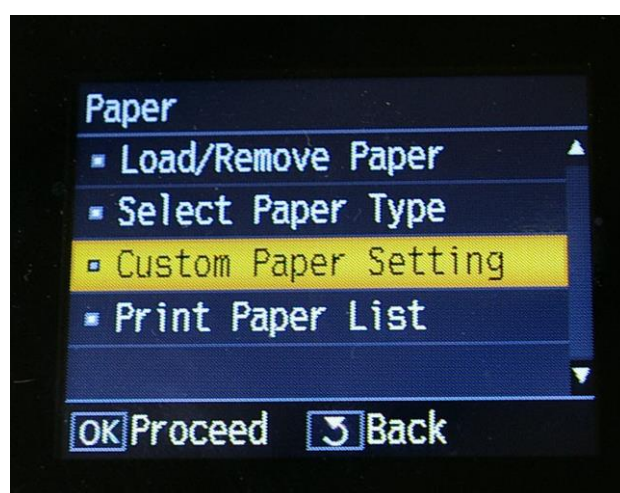 Paper
Load/Remove Paper
Select Paper Type
Custom Paper Setting
Print Paper List
OK Proceed Back